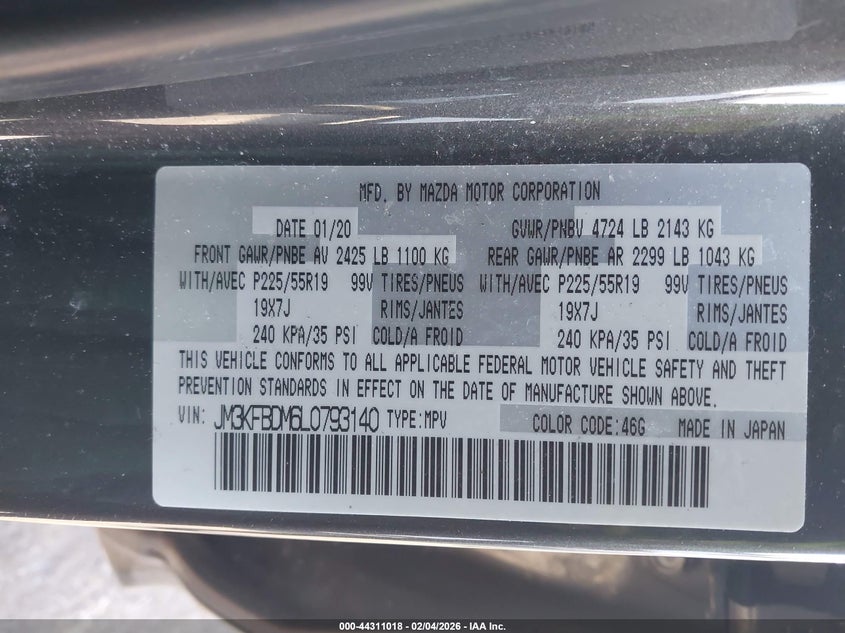 MFD. BY MAZDA MOTOR CORPORATION
DATE 01/20 GVWR/PNBV 4724 LB 2143 KG
FRONT GAWR/PNBE AV 2425 LB 1100 KG REAR GAWR/PNBE AR 2299 LB 1043 KG
WITH/AVEC P225/55R19 99V TIRES/PNEUS WITH/AVEC P225/55R19 99V TIRES/PNEUS
19X7J RIMS/JANTES 19X7J RIMS/JANTES
240 KPA/35 PSI COLD/A FROID 240 KPA/35 PSI COLD/A FROID
THIS VEHICLE CONFORMS TO ALL APPLICABLE FEDERAL MOTOR VEHICLE SAFETY AND THEFT
PREVENTION STANDARDS IN EFFECT ON THE DATE OF MANUFACTURE SHOWN ABOVE.
VIN: JM3KFBDM6L0793140 TYPE:MPV COLOR CODE:46G MADE IN JAPAN
000-44311018 - 02/04/2026 - IAA Inc.